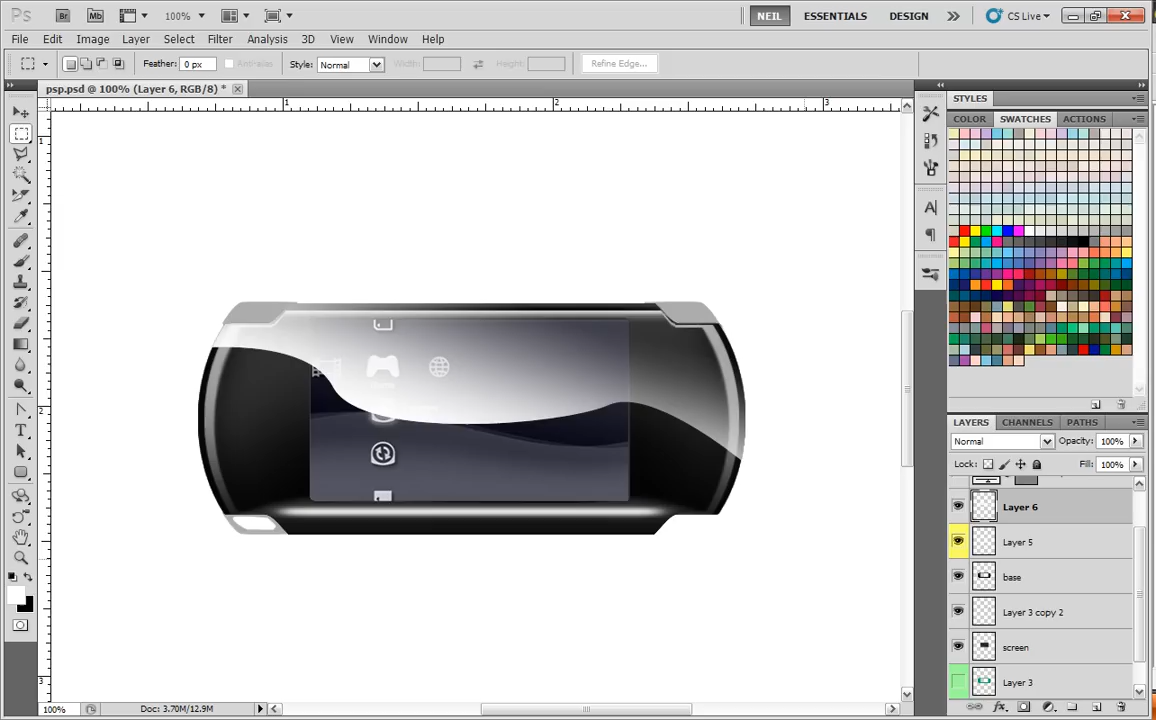 Ps Br Mb 100% NEIL ESSENTIALS DESIGN CS Live
File Edit Image Layer Select Filter Analysis 3D View Window Help
Feather: 0 px Anti-alias Style: Normal Width: Height: Refine Edge...
psp.psd @ 100% (Layer 6, RGB/8) *
STYLES
1 2 3
COLOR SWATCHES ACTIONS
1
2
3
LAYERS CHANNELS PATHS
Normal Opacity: 100%
Lock: Fill: 100%
Layer 6
Layer 5
base
Layer 3 copy 2
screen
Layer 3
100% Doc: 3.70M/12.9M